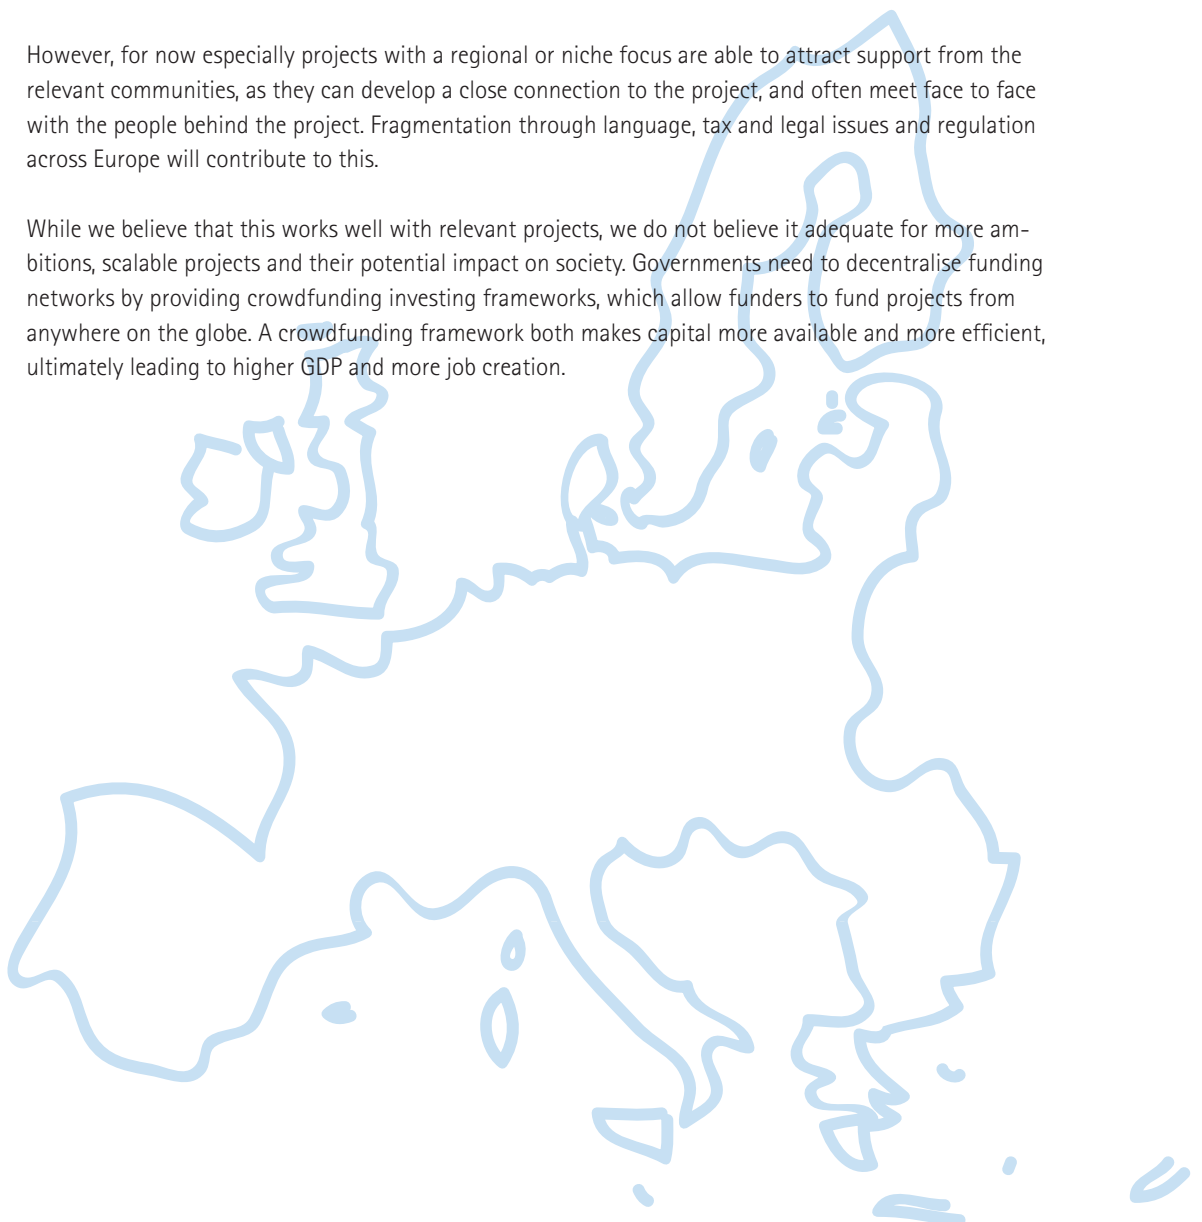 However, for now especially projects with a regional or niche focus are able to attract support from the
relevant communities, as they can develop a close connection to the project, and often meet face to face
with the people behind the project. Fragmentation through language, tax and legal issues and regulation
across Europe will contribute to this.
While we believe that this works well with relevant projects, we do not believe it adequate for more am-
bitions, scalable projects and their potential impact on society. Governments need to decentralise funding
networks by providing crowdfunding investing frameworks, which allow funders to fund projects from
anywhere on the globe. A crowdfunding framework both makes capital more available and more efficient,
ultimately leading to higher GDP and more job creation.